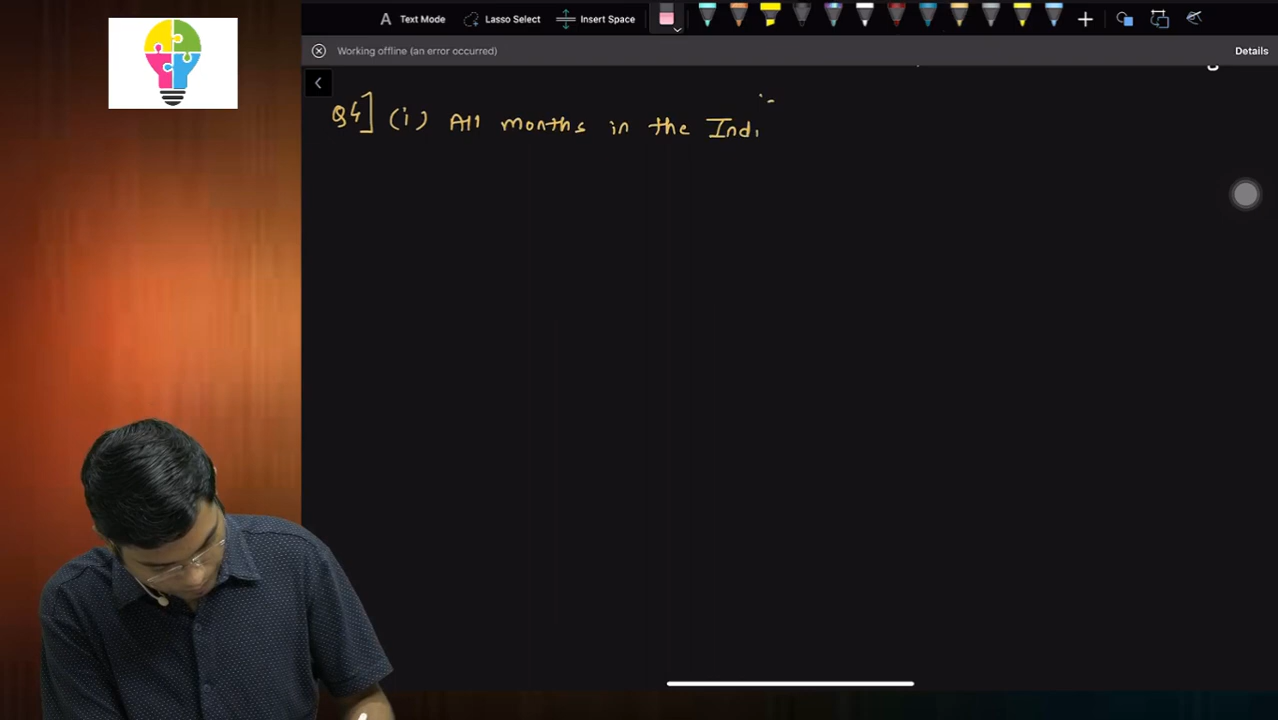 Text Mode Lasso Select Insert Space
Working offline (an error occurred) Details
Q4] (i) All months in the Indi